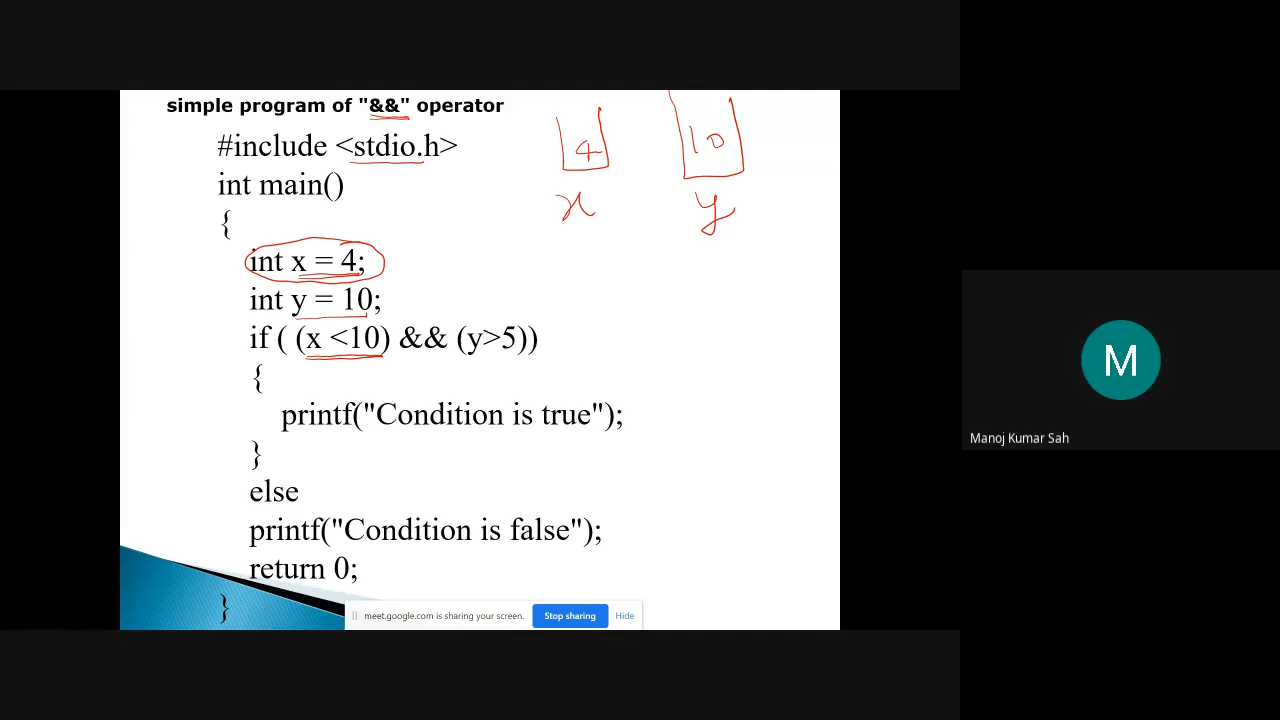 simple program of "&&" operator
#include <stdio.h>
int main()
{
int x = 4;
int y = 10;
if ( (x <10) && (y>5))
{
printf("Condition is true");
}
else
printf("Condition is false");
return 0;
}
4
10
x
y
meet.google.com is sharing your screen.
Stop sharing
Hide
M
Manoj Kumar Sah